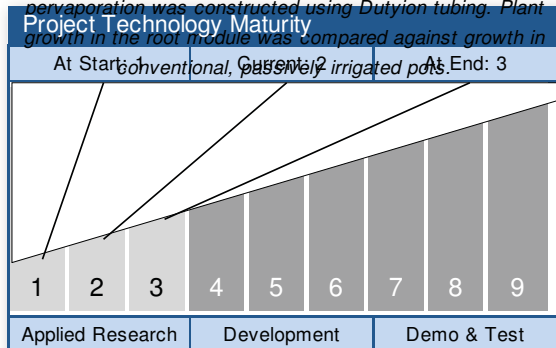 pervaporation was constructed using Dutyion tubing. Plant
Project Technology Maturity
growth in the root module was compared against growth in
conventional, passively irrigated pots.
At Start: 1
Current: 2
At End: 3
1 2 3 4 5 6 7 8 9
Applied Research Development Demo & Test